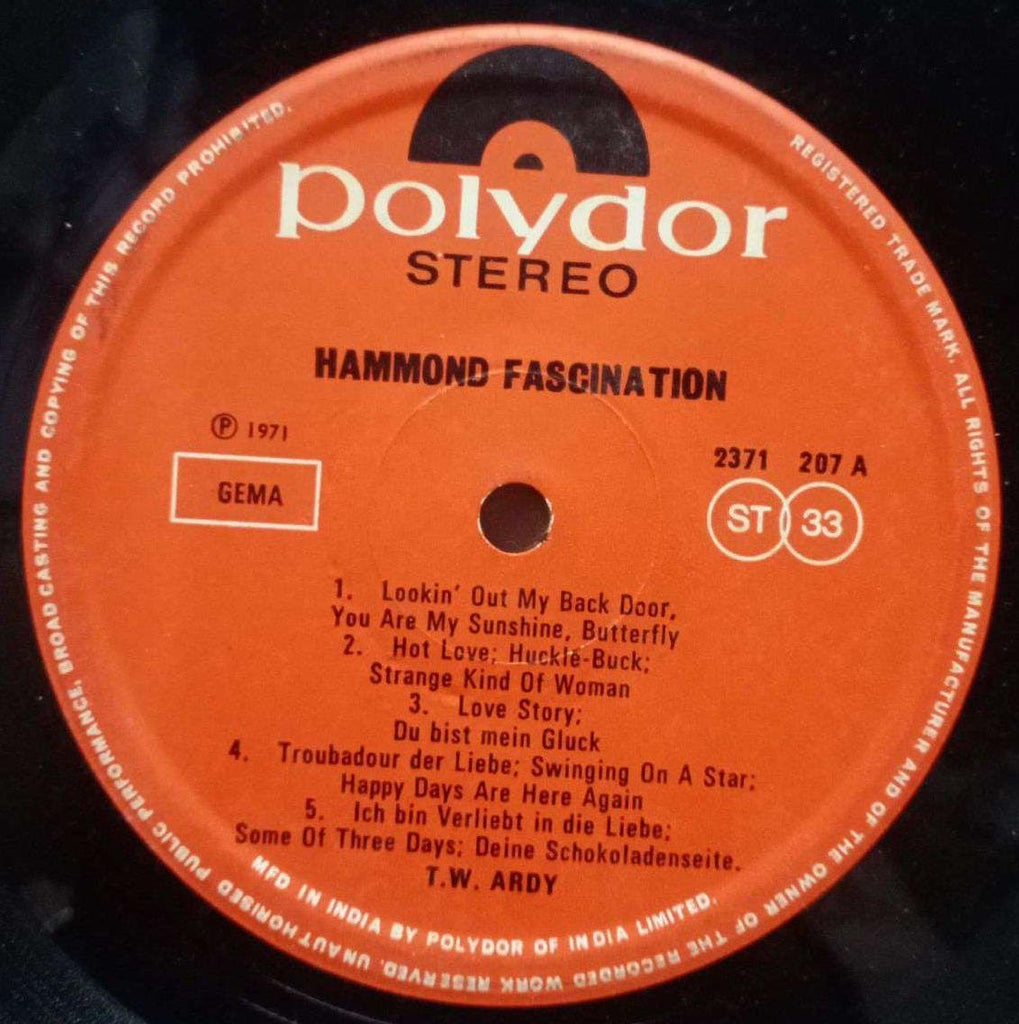 polydor
STEREO
HAMMOND FASCINATION
Ⓟ 1971
GEMA
2371 207 A
ST 33
1. Lookin' Out My Back Door,
You Are My Sunshine, Butterfly
2. Hot Love; Huckle-Buck;
Strange Kind Of Woman
3. Love Story;
Du bist mein Gluck
4. Troubadour der Liebe; Swinging On A Star;
Happy Days Are Here Again
5. Ich bin Verliebt in die Liebe;
Some Of Three Days; Deine Schokoladenseite.
T.W. ARDY
MFD IN INDIA BY POLYDOR OF INDIA LIMITED.
REGISTERED TRADE MARK. ALL RIGHTS OF THE MANUFACTURER AND OF THE OWNER OF THE RECORDED WORK RESERVED. UNAUTHORISED PUBLIC PERFORMANCE, BROADCASTING AND COPYING OF THIS RECORD PROHIBITED.